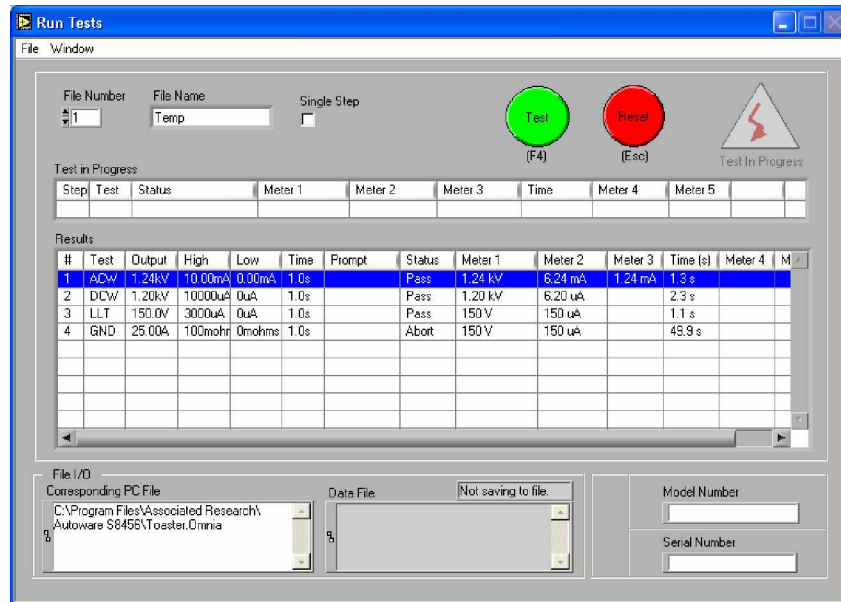 Run Tests
File Window
File Number File Name Single Step
1 Temp
Test Reset
(F4) (Esc) Test In Progress
Test in Progress
Step Test Status Meter 1 Meter 2 Meter 3 Time Meter 4 Meter 5
Results
# Test Output High Low Time Prompt Status Meter 1 Meter 2 Meter 3 Time (s) Meter 4 M
1 ACW 1.24kV 10.00mA 0.00mA 1.0s Pass 1.24 kV 6.24 mA 1.24 mA 1.3 s
2 DCW 1.20kV 10000uA 0uA 1.0s Pass 1.20 kV 6.20 uA 2.3 s
3 LLT 150.0V 3000uA 0uA 1.0s Pass 150 V 150 uA 1.1 s
4 GND 25.00A 100mohr 0mohms 1.0s Abort 150 V 150 uA 49.9 s
File I/O
Corresponding PC File Data File Not saving to file. Model Number
C:\Program Files\Associated Research\
Autoware S8456\Toaster.Omnia
Serial Number